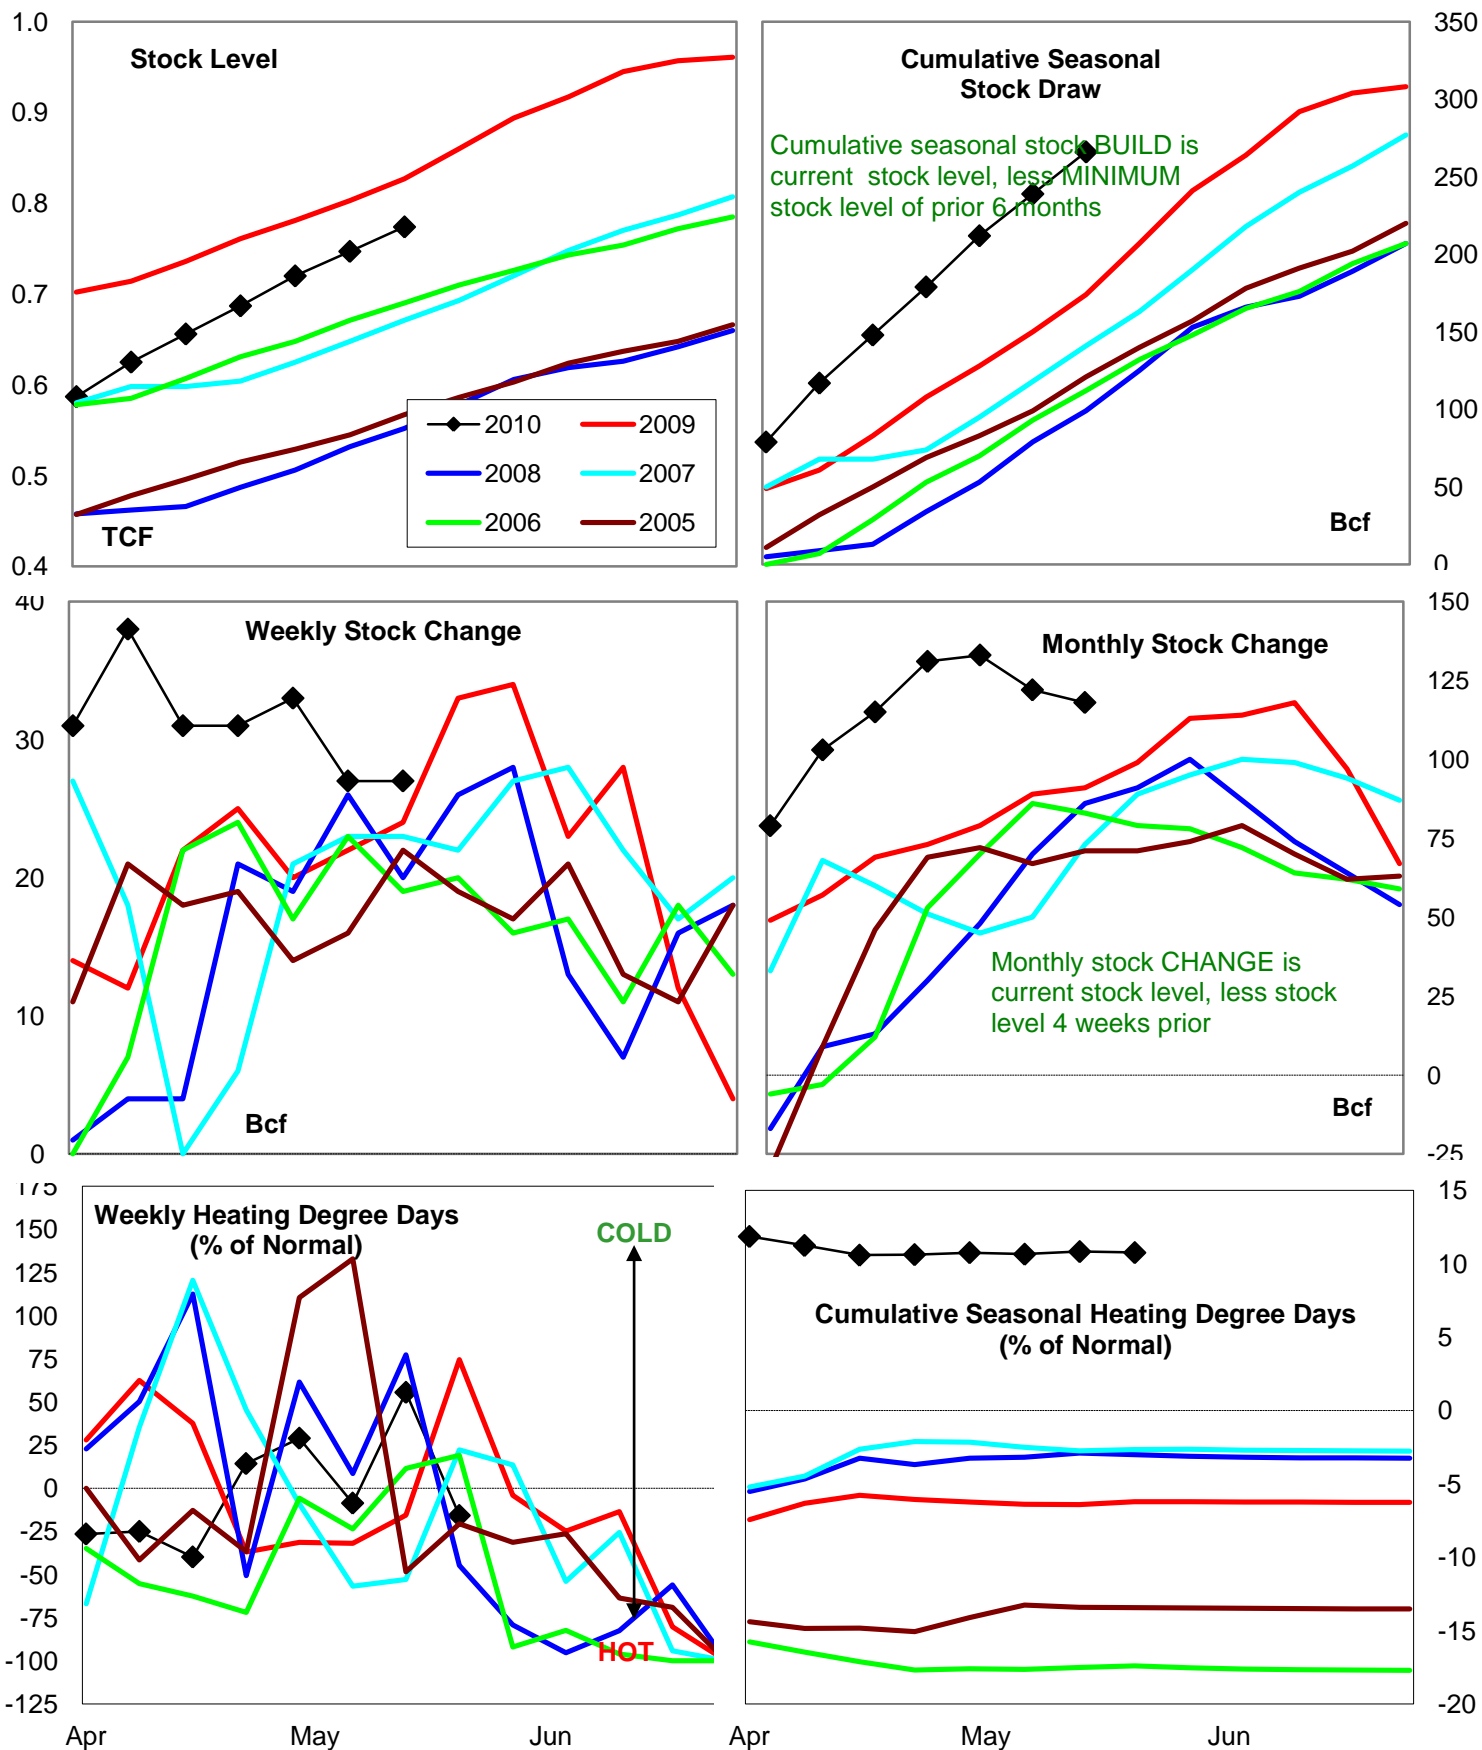 1.0
0.9
0.8
0.7
0.6
0.5
0.4
Stock Level
TCF
2010
2009
2008
2007
2006
2005
Cumulative Seasonal
Stock Draw
Cumulative seasonal stock BUILD is
current stock level, less MINIMUM
stock level of prior 6 months
Bcf
350
300
250
200
150
100
50
0
40
30
20
10
0
Weekly Stock Change
Bcf
Monthly Stock Change
Monthly stock CHANGE is
current stock level, less stock
level 4 weeks prior
Bcf
150
125
100
75
50
25
0
-25
175
150
125
100
75
50
25
0
-25
-50
-75
-100
-125
Weekly Heating Degree Days
(% of Normal)
COLD
HOT
Apr
May
Jun
Cumulative Seasonal Heating Degree Days
(% of Normal)
15
10
5
0
-5
-10
-15
-20
Apr
May
Jun